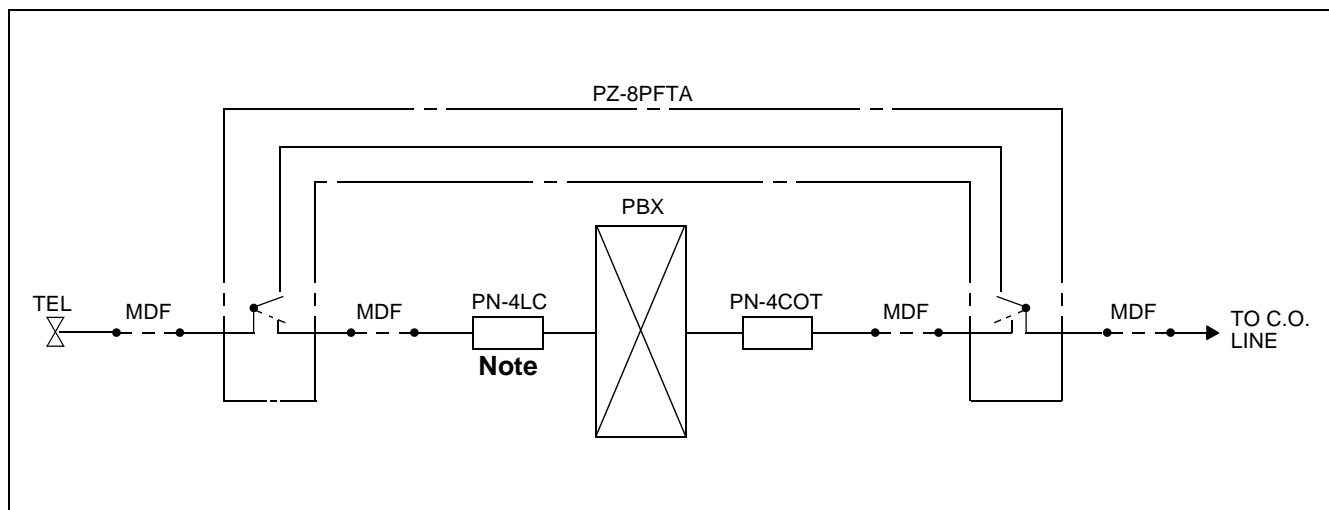 PZ-8PFTA
PBX
TEL
MDF
MDF
PN-4LC
Note
PN-4COT
MDF
MDF
TO C.O.
LINE